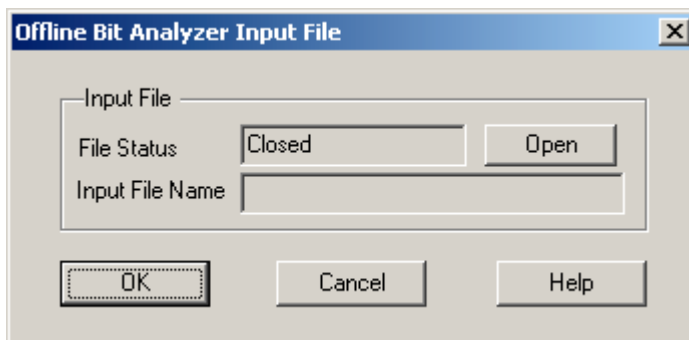 Offline Bit Analyzer Input File
Input File
File Status Closed Open
Input File Name
OK Cancel Help